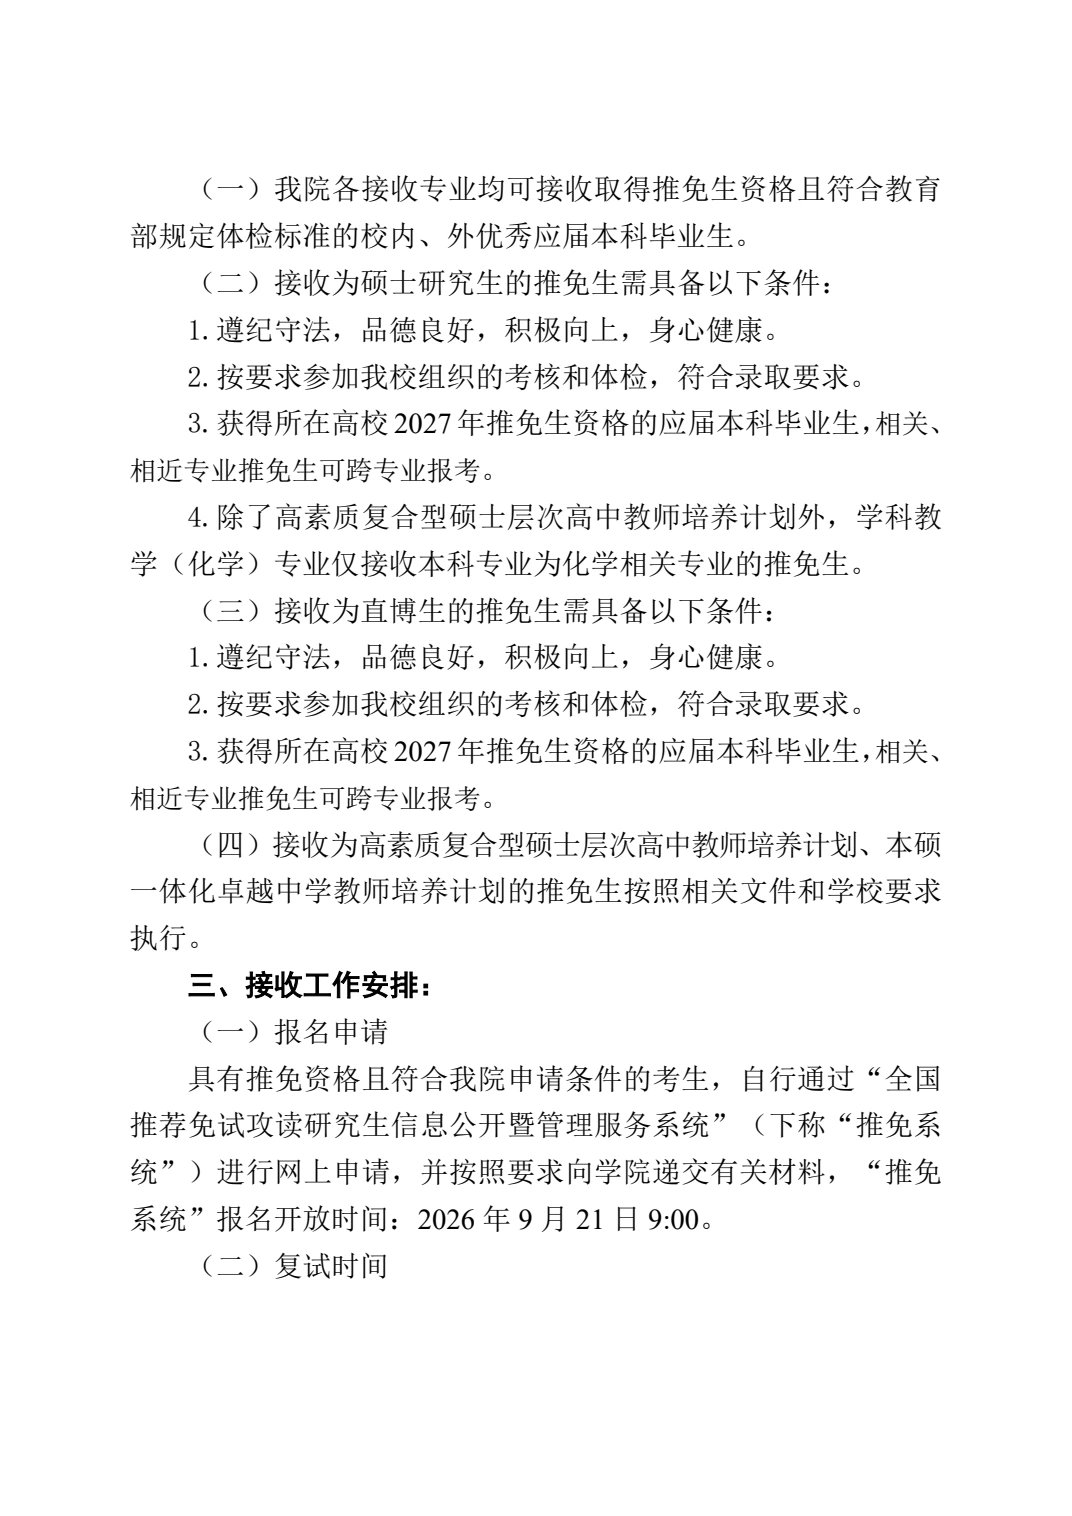 （一）我院各接收专业均可接收取得推免生资格且符合教育
部规定体检标准的校内、外优秀应届本科毕业生。
（二）接收为硕士研究生的推免生需具备以下条件：
1.遵纪守法，品德良好，积极向上，身心健康。
2.按要求参加我校组织的考核和体检，符合录取要求。
3.获得所在高校 2027 年推免生资格的应届本科毕业生，相关、
相近专业推免生可跨专业报考。
4.除了高素质复合型硕士层次高中教师培养计划外，学科教
学（化学）专业仅接收本科专业为化学相关专业的推免生。
（三）接收为直博生的推免生需具备以下条件：
1.遵纪守法，品德良好，积极向上，身心健康。
2.按要求参加我校组织的考核和体检，符合录取要求。
3.获得所在高校 2027 年推免生资格的应届本科毕业生，相关、
相近专业推免生可跨专业报考。
（四）接收为高素质复合型硕士层次高中教师培养计划、本硕
一体化卓越中学教师培养计划的推免生按照相关文件和学校要求
执行。
三、接收工作安排：
（一）报名申请
具有推免资格且符合我院申请条件的考生，自行通过“全国
推荐免试攻读研究生信息公开暨管理服务系统”（下称“推免系
统”）进行网上申请，并按照要求向学院递交有关材料，“推免
系统”报名开放时间：2026 年 9 月 21 日 9:00。
（二）复试时间